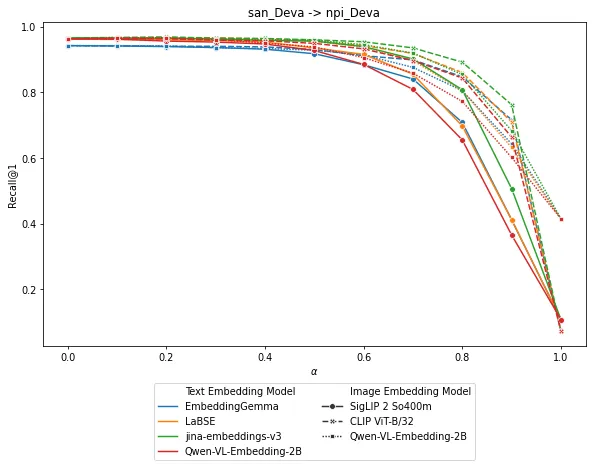 san_Deva -> npi_Deva
1.0
0.8
0.6
0.4
0.2
Recall@1
0.0 0.2 0.4 0.6 0.8 1.0
α
Text Embedding Model
EmbeddingGemma
LaBSE
jina-embeddings-v3
Qwen-VL-Embedding-2B
Image Embedding Model
SigLIP 2 So400m
CLIP ViT-B/32
Qwen-VL-Embedding-2B